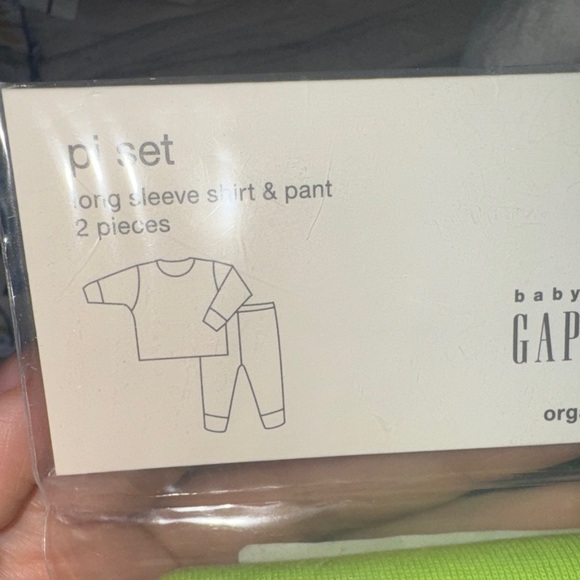 pj set
long sleeve shirt & pant
2 pieces
baby
GAP